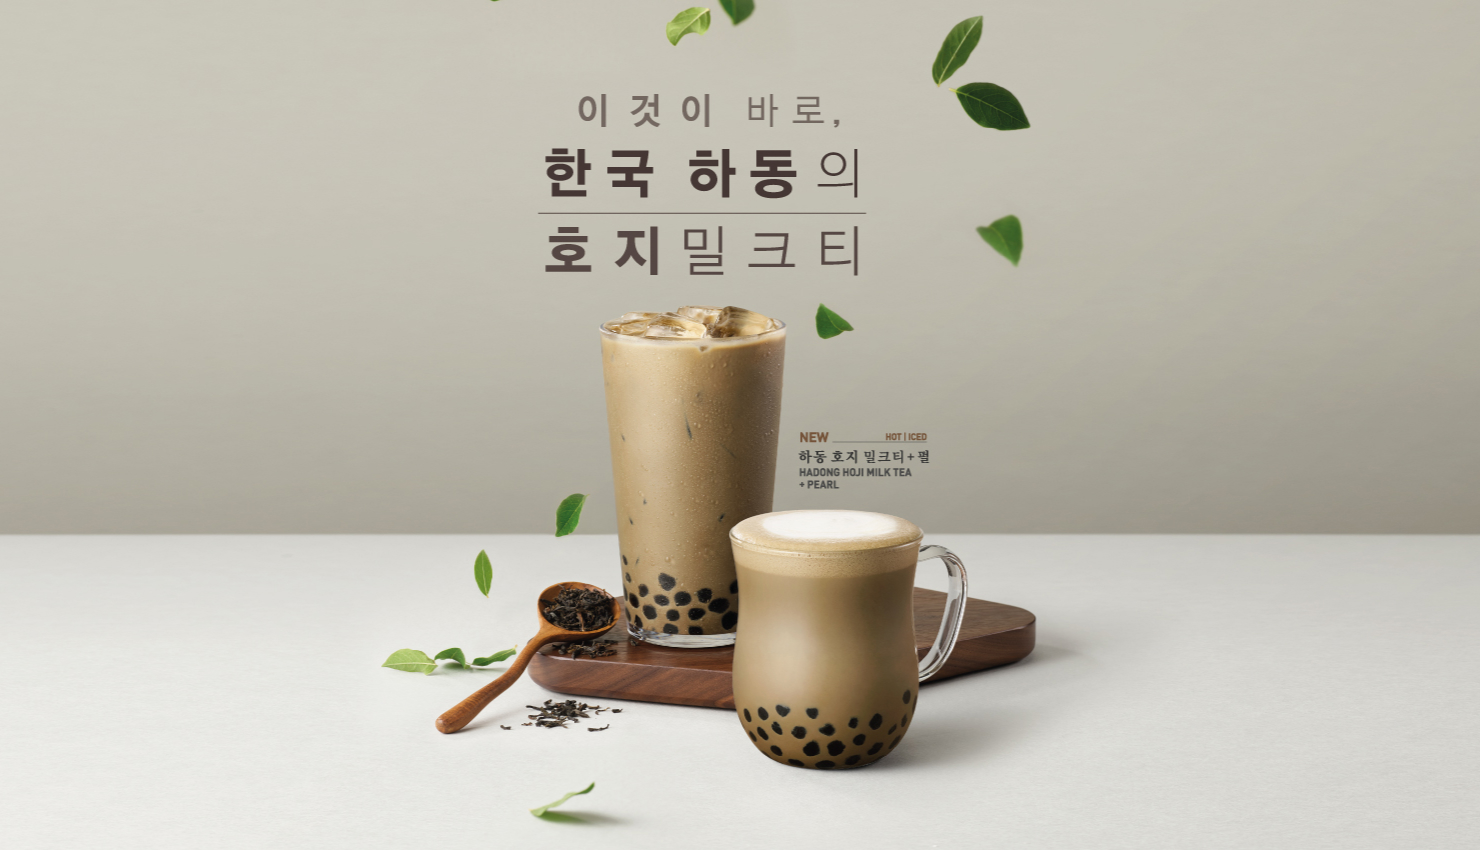 이것이 바로,
한국 하동의
호지밀크티
NEW HOT | ICED
하동 호지 밀크티 + 펄
HADONG HOJI MILK TEA
+ PEARL